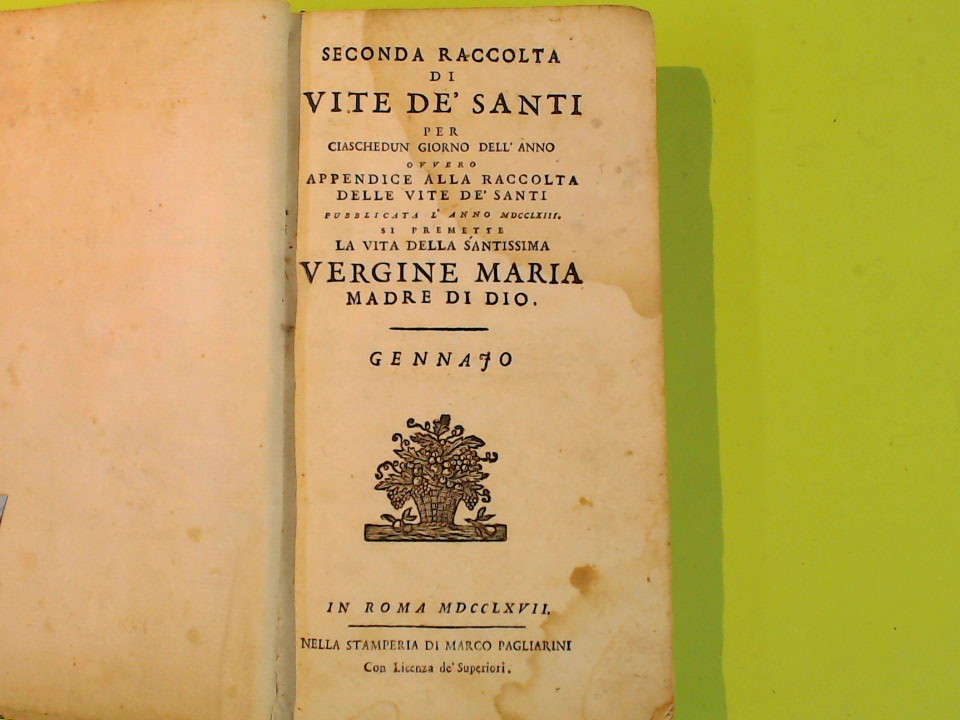 SECONDA RACCOLTA
DI
VITE DE' SANTI
PER
CIASCHEDUN GIORNO DELL' ANNO
OVVERO
APPENDICE ALLA RACCOLTA
DELLE VITE DE' SANTI
PUBBLICATA L' ANNO MDCCLXIII.
SI PREMETTE
LA VITA DELLA SANTISSIMA
VERGINE MARIA
MADRE DI DIO.
GENNAJO
IN ROMA MDCCLXVII.
NELLA STAMPERIA DI MARCO PAGLIARINI
Con Licenza de' Superiori.